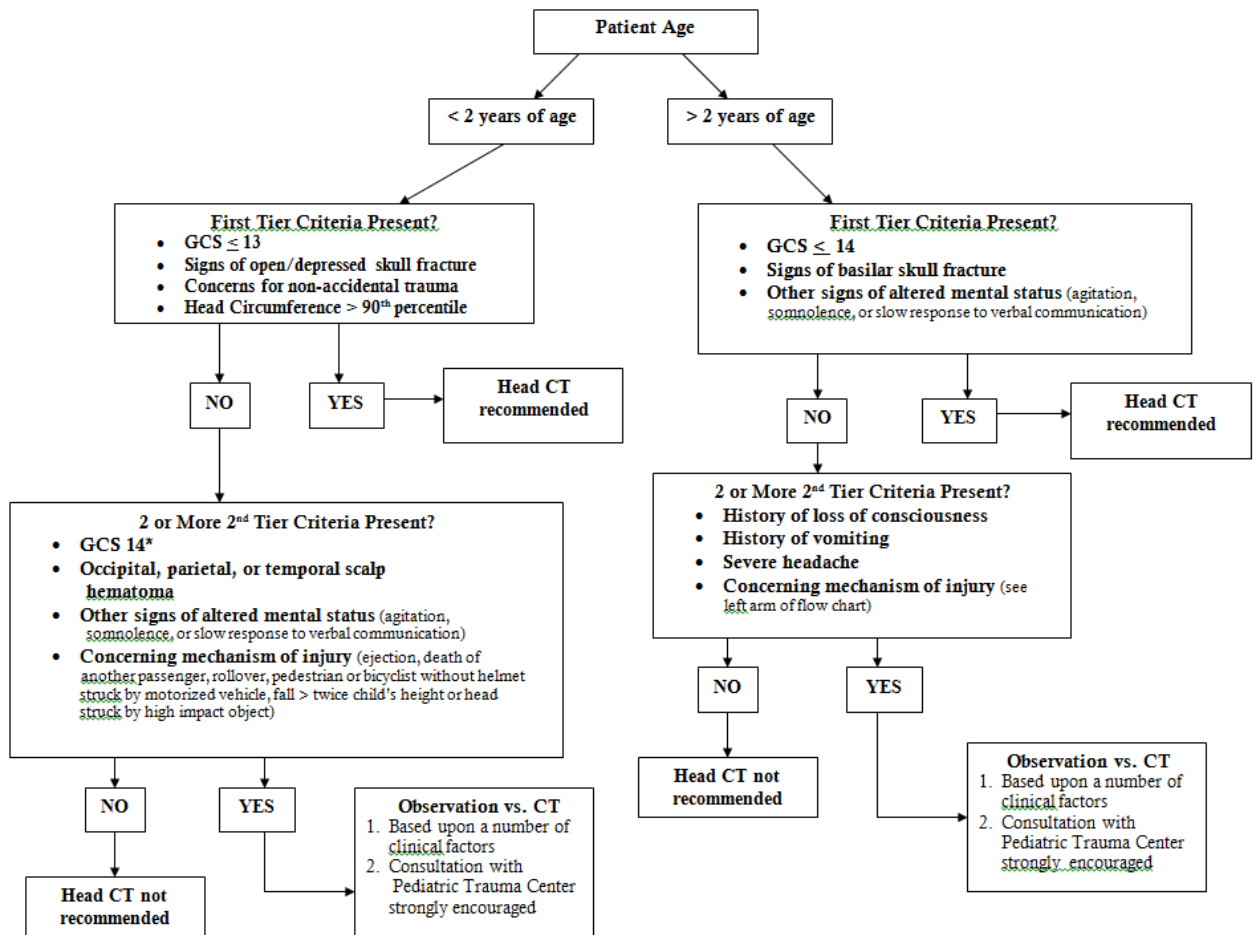 Patient Age
< 2 years of age
> 2 years of age
First Tier Criteria Present?
• GCS ≤ 13
• Signs of open/depressed skull fracture
• Concerns for non-accidental trauma
• Head Circumference > 90th percentile
NO
YES
Head CT
recommended
2 or More 2nd Tier Criteria Present?
• GCS 14*
• Occipital, parietal, or temporal scalp
hematoma
• Other signs of altered mental status (agitation,
somnolence, or slow response to verbal communication)
• Concerning mechanism of injury (ejection, death of
another passenger, rollover, pedestrian or bicyclist without helmet
struck by motorized vehicle, fall > twice child's height or head
struck by high impact object)
NO
YES
Head CT not
recommended
Observation vs. CT
1. Based upon a number of
clinical factors
2. Consultation with
Pediatric Trauma Center
strongly encouraged
First Tier Criteria Present?
• GCS ≤ 14
• Signs of basilar skull fracture
• Other signs of altered mental status (agitation,
somnolence, or slow response to verbal communication)
NO
YES
Head CT
recommended
2 or More 2nd Tier Criteria Present?
• History of loss of consciousness
• History of vomiting
• Severe headache
• Concerning mechanism of injury (see
left arm of flow chart)
NO
YES
Head CT not
recommended
Observation vs. CT
1. Based upon a number of
clinical factors
2. Consultation with
Pediatric Trauma Center
strongly encouraged